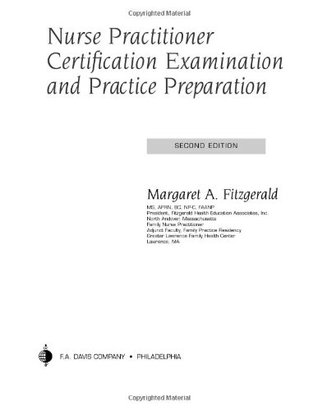 Copyrighted material
Nurse Practitioner
Certification Examination
and Practice Preparation
SECOND EDITION
Margaret A. Fitzgerald
MS, APRN, BC, NP-C, FAANP
President, Fitzgerald Health Education Associates, Inc.
North Andover, Massachusetts
Family Nurse Practitioner
Adjunct Faculty, Family Practice Residency
Greater Lawrence Family Health Center
Lawrence, MA
F.A. DAVIS COMPANY • PHILADELPHIA
Copyrighted material